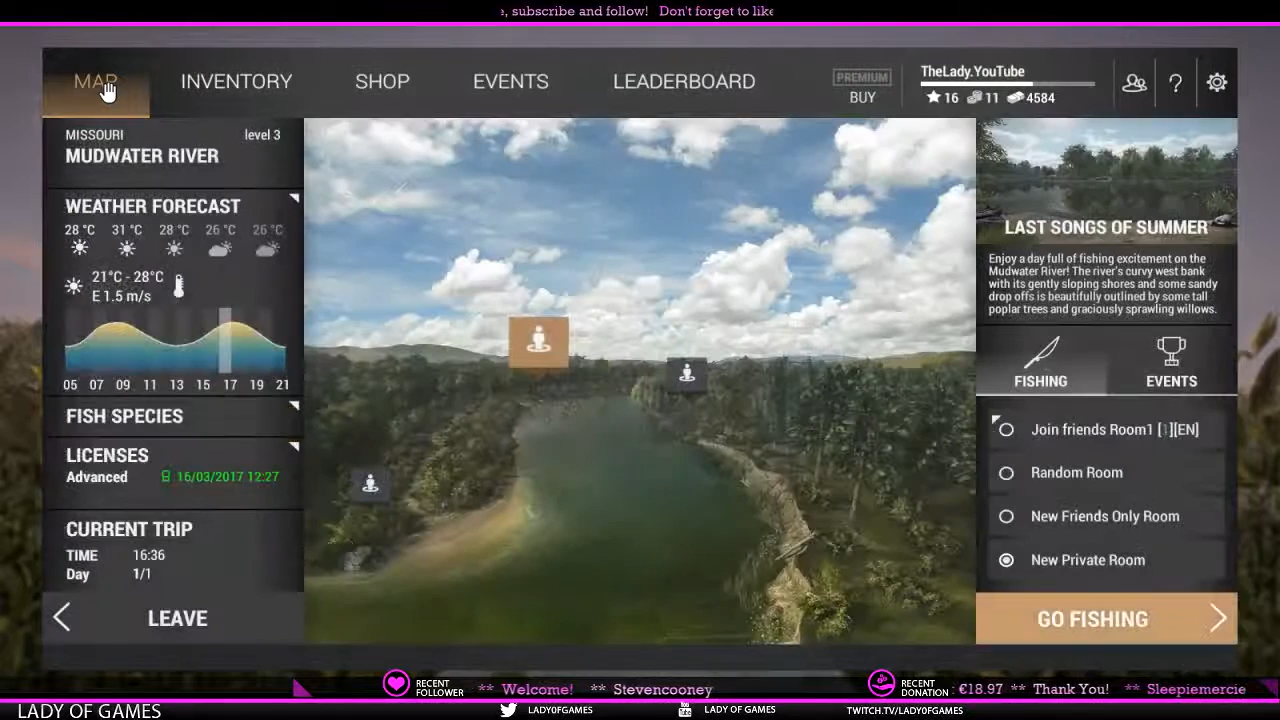 , subscribe and follow! Don't forget to like
MAP
INVENTORY
SHOP
EVENTS
LEADERBOARD
PREMIUM
BUY
TheLady.YouTube
16 11 4584
?
MISSOURI level 3
MUDWATER RIVER
WEATHER FORECAST
28 °C 31 °C 28 °C 26 °C 26 °C
21°C - 28°C
E 1.5 m/s
05 07 09 11 13 15 17 19 21
FISH SPECIES
LICENSES
Advanced 16/03/2017 12:27
CURRENT TRIP
TIME 16:36
Day 1/1
LEAVE
LAST SONGS OF SUMMER
Enjoy a day full of fishing excitement on the
Mudwater River! The river's curvy west bank
with its gently sloping shores and some sandy
drop offs is beautifully outlined by some tall
poplar trees and graciously sprawling willows.
FISHING
EVENTS
Join friends Room1 [1][EN]
Random Room
New Friends Only Room
New Private Room
GO FISHING
RECENT
FOLLOWER
** Welcome! ** Stevencooney
RECENT
DONATION
: €18.97 ** Thank You! ** Sleepiemercie
LADY OF GAMES
LADYOFGAMES
LADY OF GAMES
TWITCH.TV/LADYOFGAMES